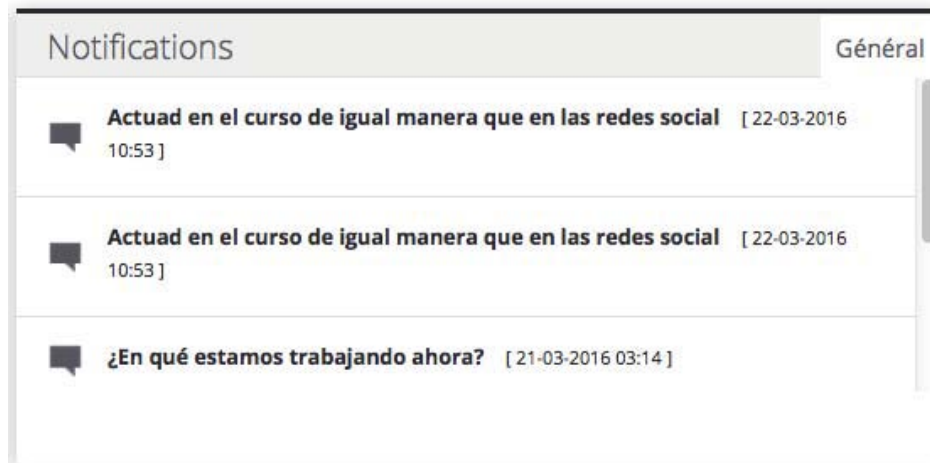 Notifications
Général
Actuad en el curso de igual manera que en las redes social [ 22-03-2016
10:53 ]
Actuad en el curso de igual manera que en las redes social [ 22-03-2016
10:53 ]
¿En qué estamos trabajando ahora? [ 21-03-2016 03:14 ]